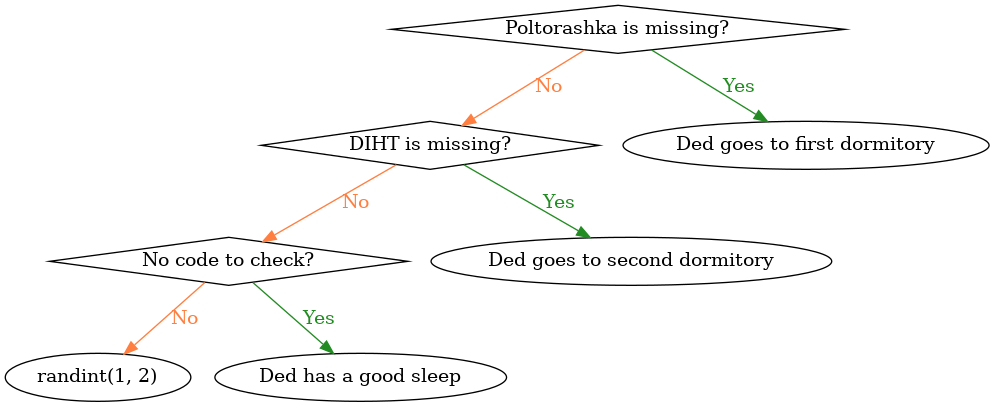 Poltorashka is missing?
No
Yes
DIHT is missing?
Ded goes to first dormitory
No
Yes
No code to check?
Ded goes to second dormitory
No
Yes
randint(1, 2)
Ded has a good sleep